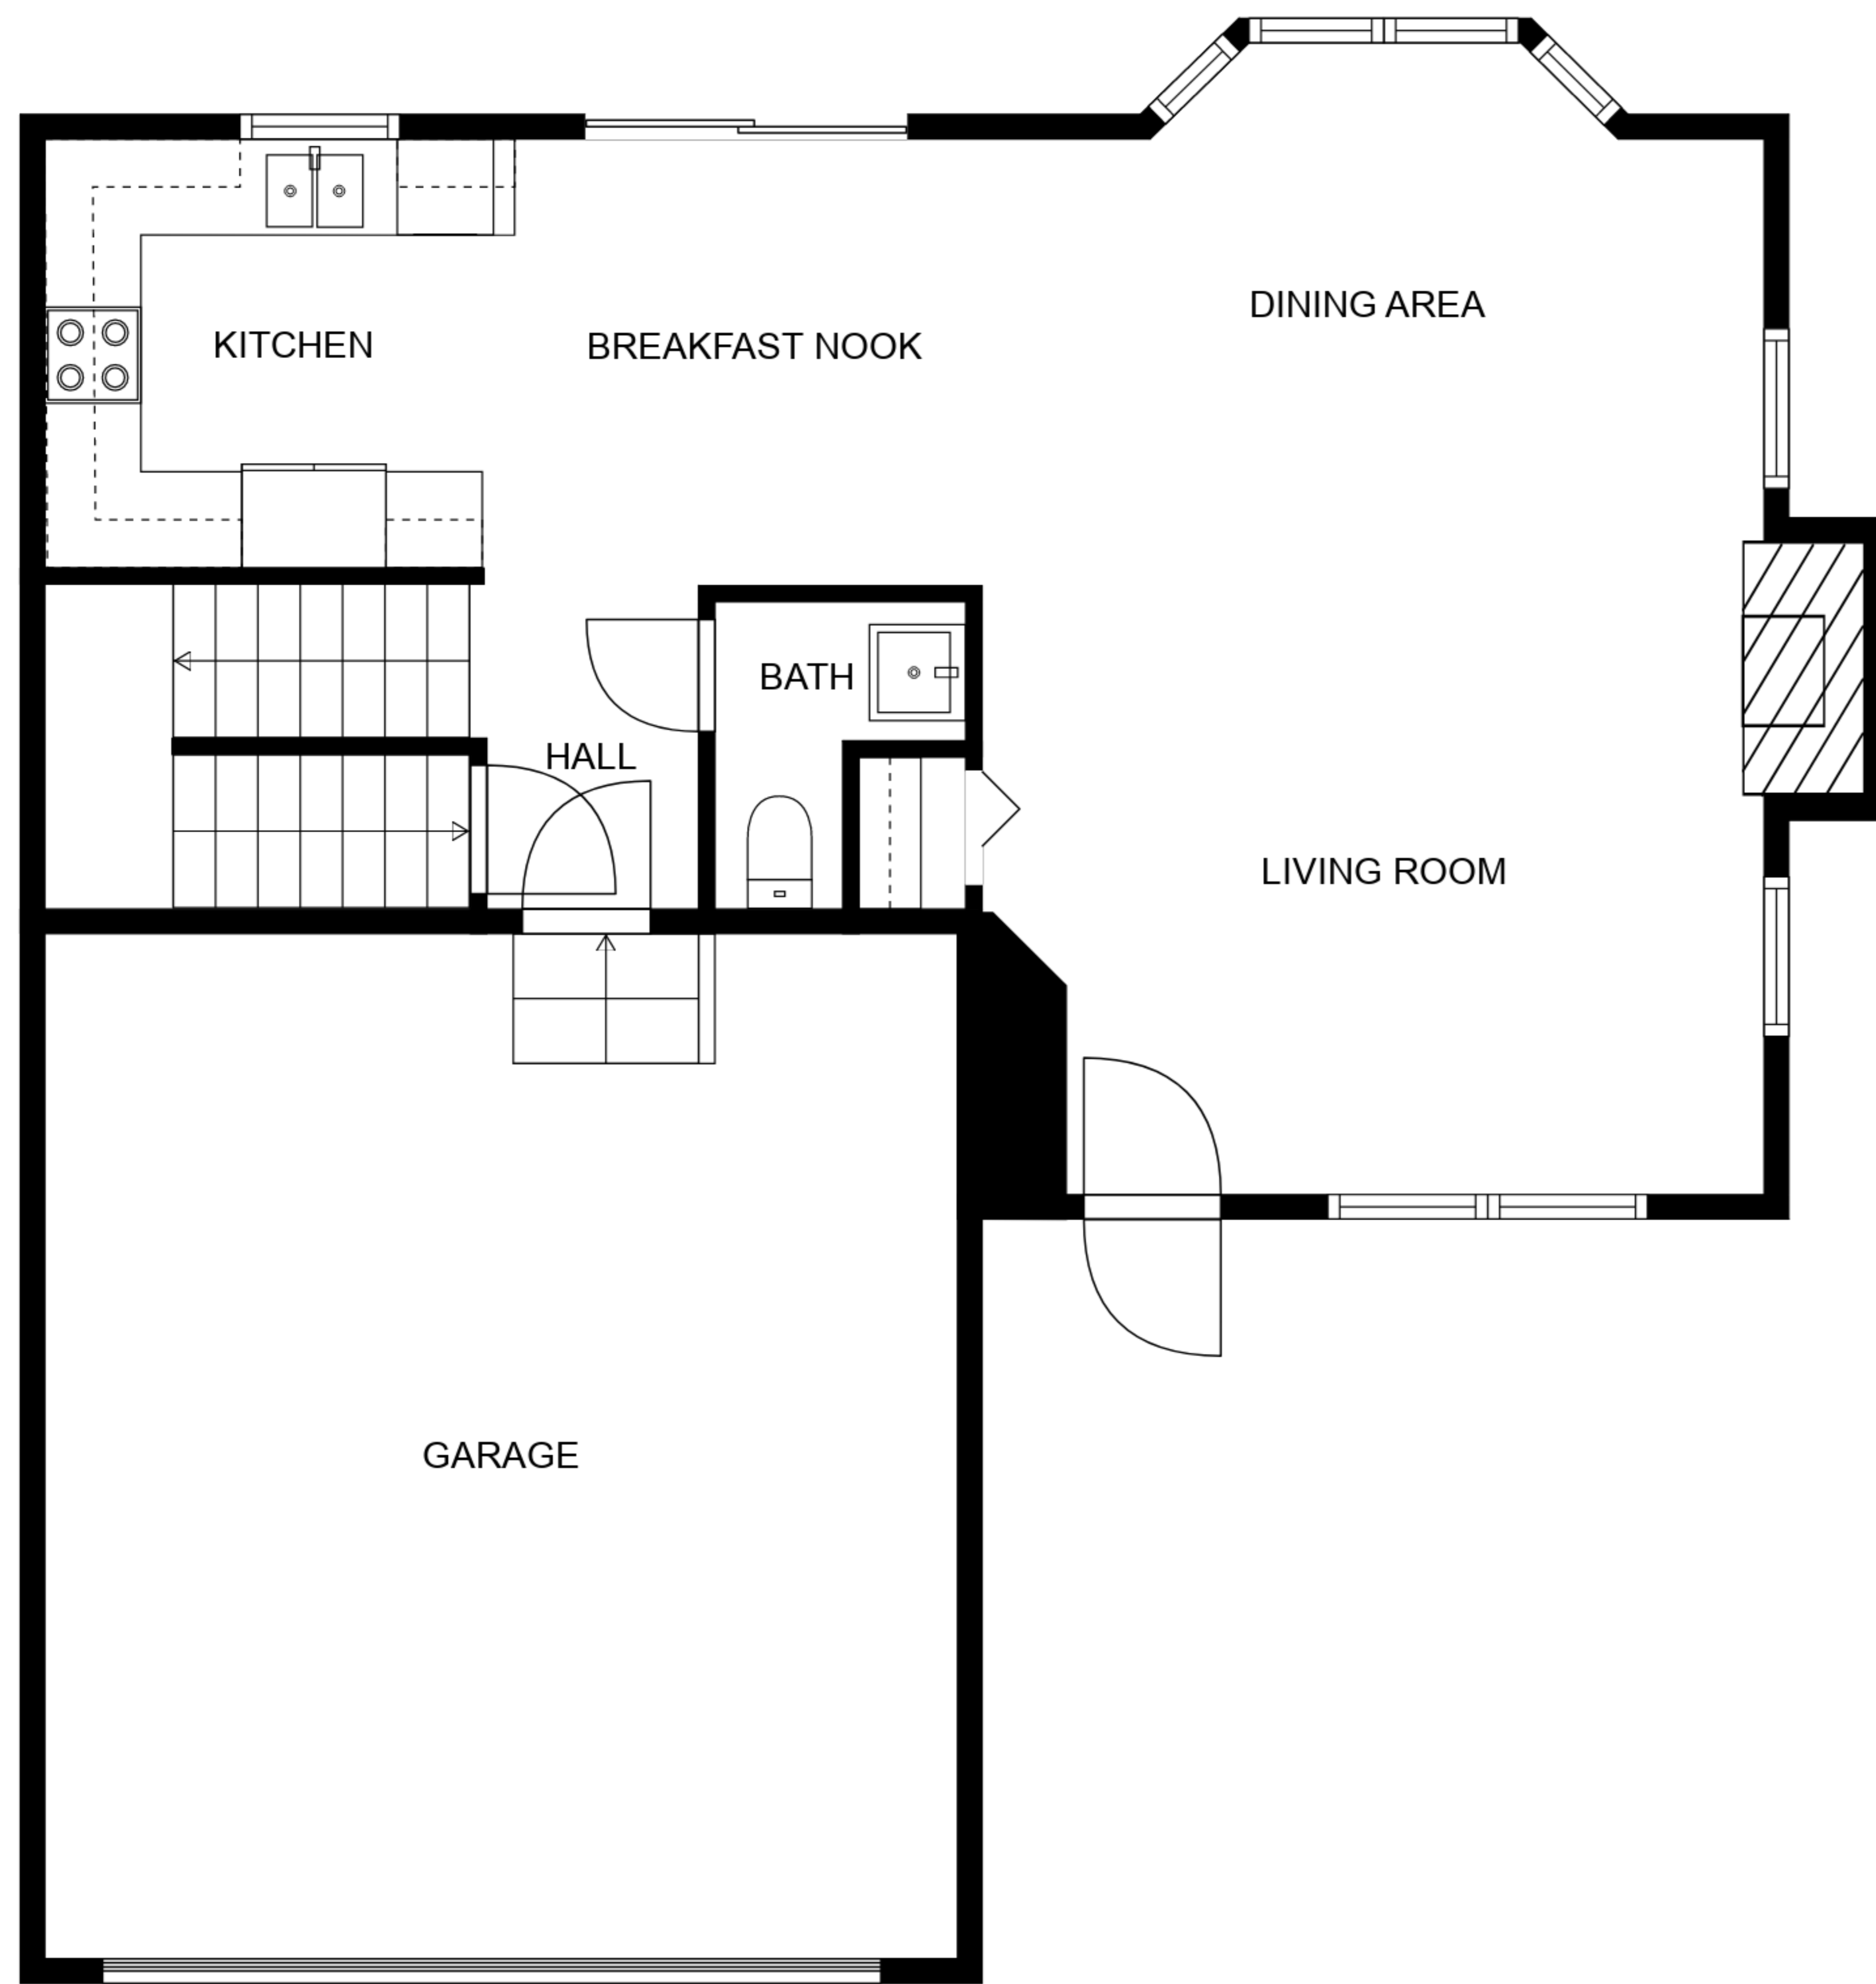 DINING AREA
KITCHEN
BREAKFAST NOOK
BATH
HALL
LIVING ROOM
GARAGE